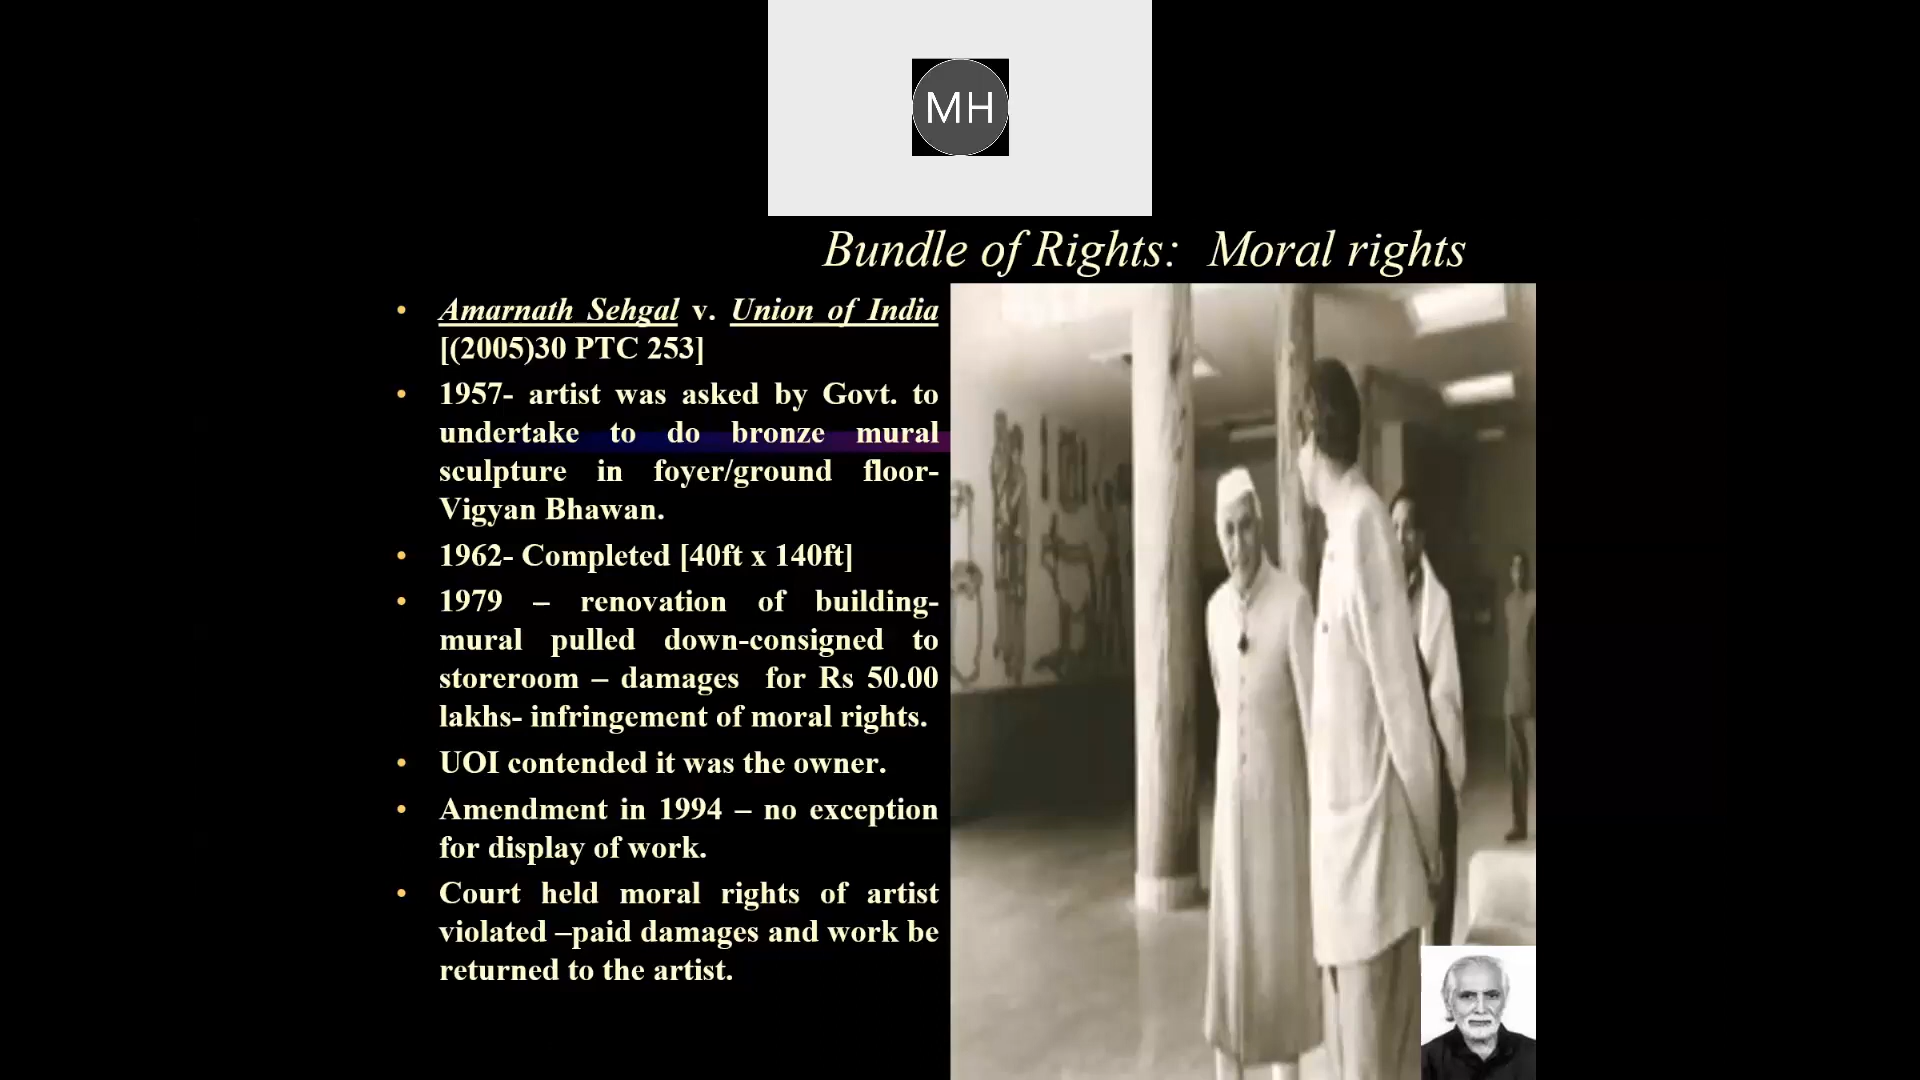 MH
Bundle of Rights: Moral rights
• Amarnath Sehgal v. Union of India
[(2005)30 PTC 253]
• 1957- artist was asked by Govt. to
undertake to do bronze mural
sculpture in foyer/ground floor-
Vigyan Bhawan.
• 1962- Completed [40ft x 140ft]
• 1979 – renovation of building-
mural pulled down-consigned to
storeroom – damages for Rs 50.00
lakhs- infringement of moral rights.
• UOI contended it was the owner.
• Amendment in 1994 – no exception
for display of work.
• Court held moral rights of artist
violated –paid damages and work be
returned to the artist.